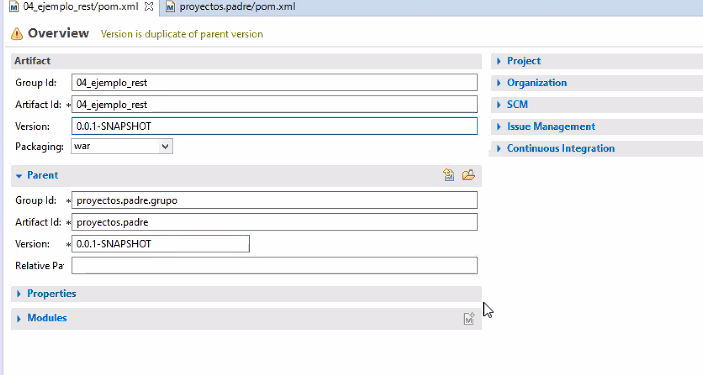 04_ejemplo_rest/pom.xml
proyectos.padre/pom.xml
Overview
Version is duplicate of parent version
Artifact
Group Id: 04_ejemplo_rest
Artifact Id: * 04_ejemplo_rest
Version: 0.0.1-SNAPSHOT
Packaging: war
Parent
Group Id: * proyectos.padre.grupo
Artifact Id: * proyectos.padre
Version: * 0.0.1-SNAPSHOT
Relative Pa
Properties
Modules
Project
Organization
SCM
Issue Management
Continuous Integration